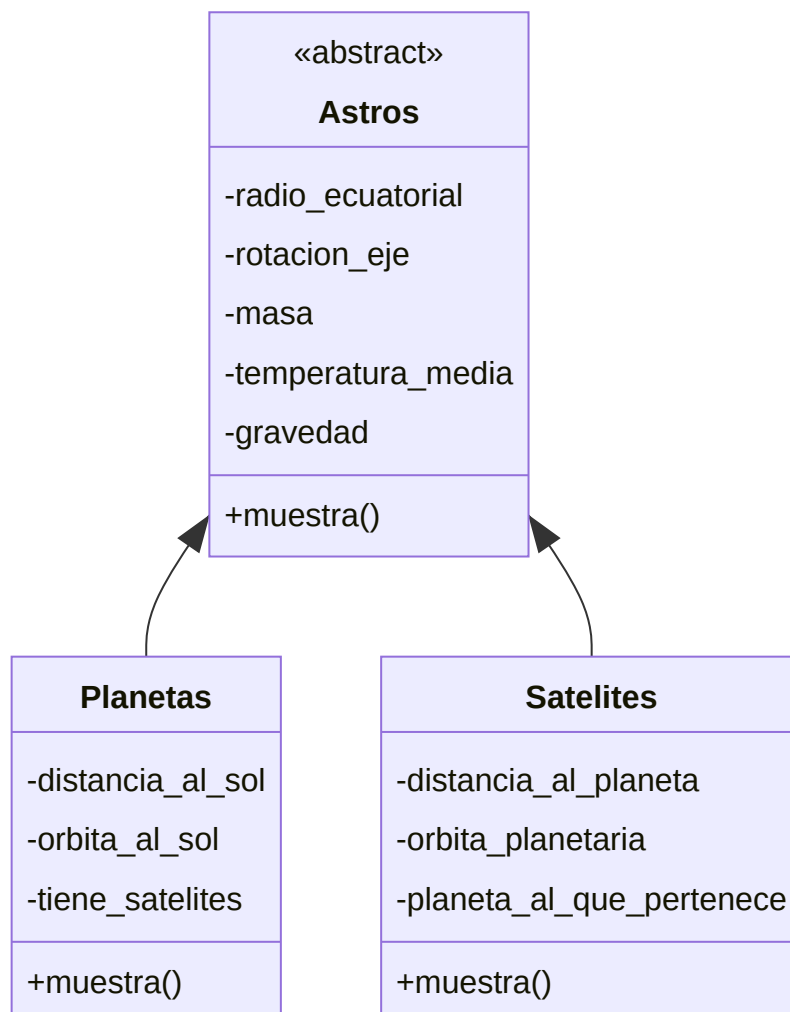 «abstract»
Astros
-radio_ecuatorial
-rotacion_eje
-masa
-temperatura_media
-gravedad
+muestra()
Planetas
-distancia_al_sol
-orbita_al_sol
-tiene_satelites
+muestra()
Satelites
-distancia_al_planeta
-orbita_planetaria
-planeta_al_que_pertenece
+muestra()